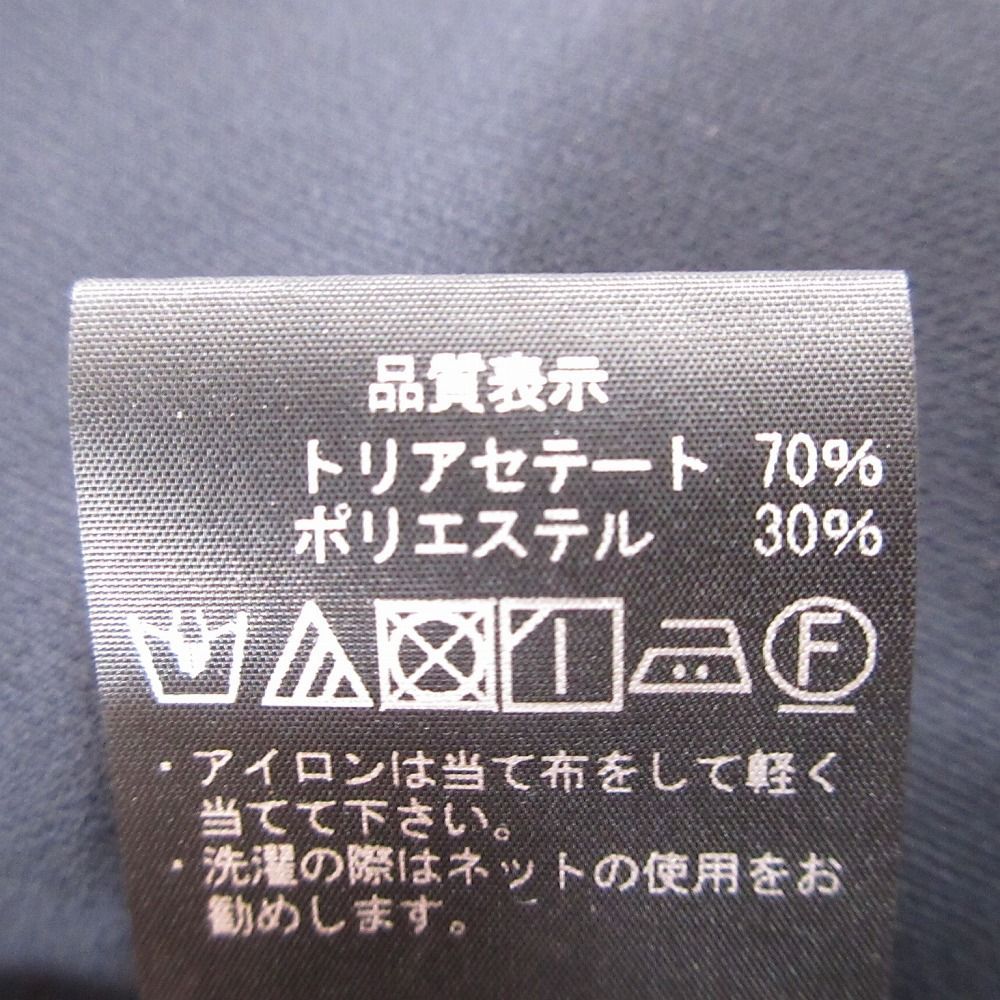 品質表示
トリアセテート 70%
ポリエステル 30%
F
・アイロンは当て布をして軽く
当てて下さい。
・洗濯の際はネットの使用をお
勧めします。